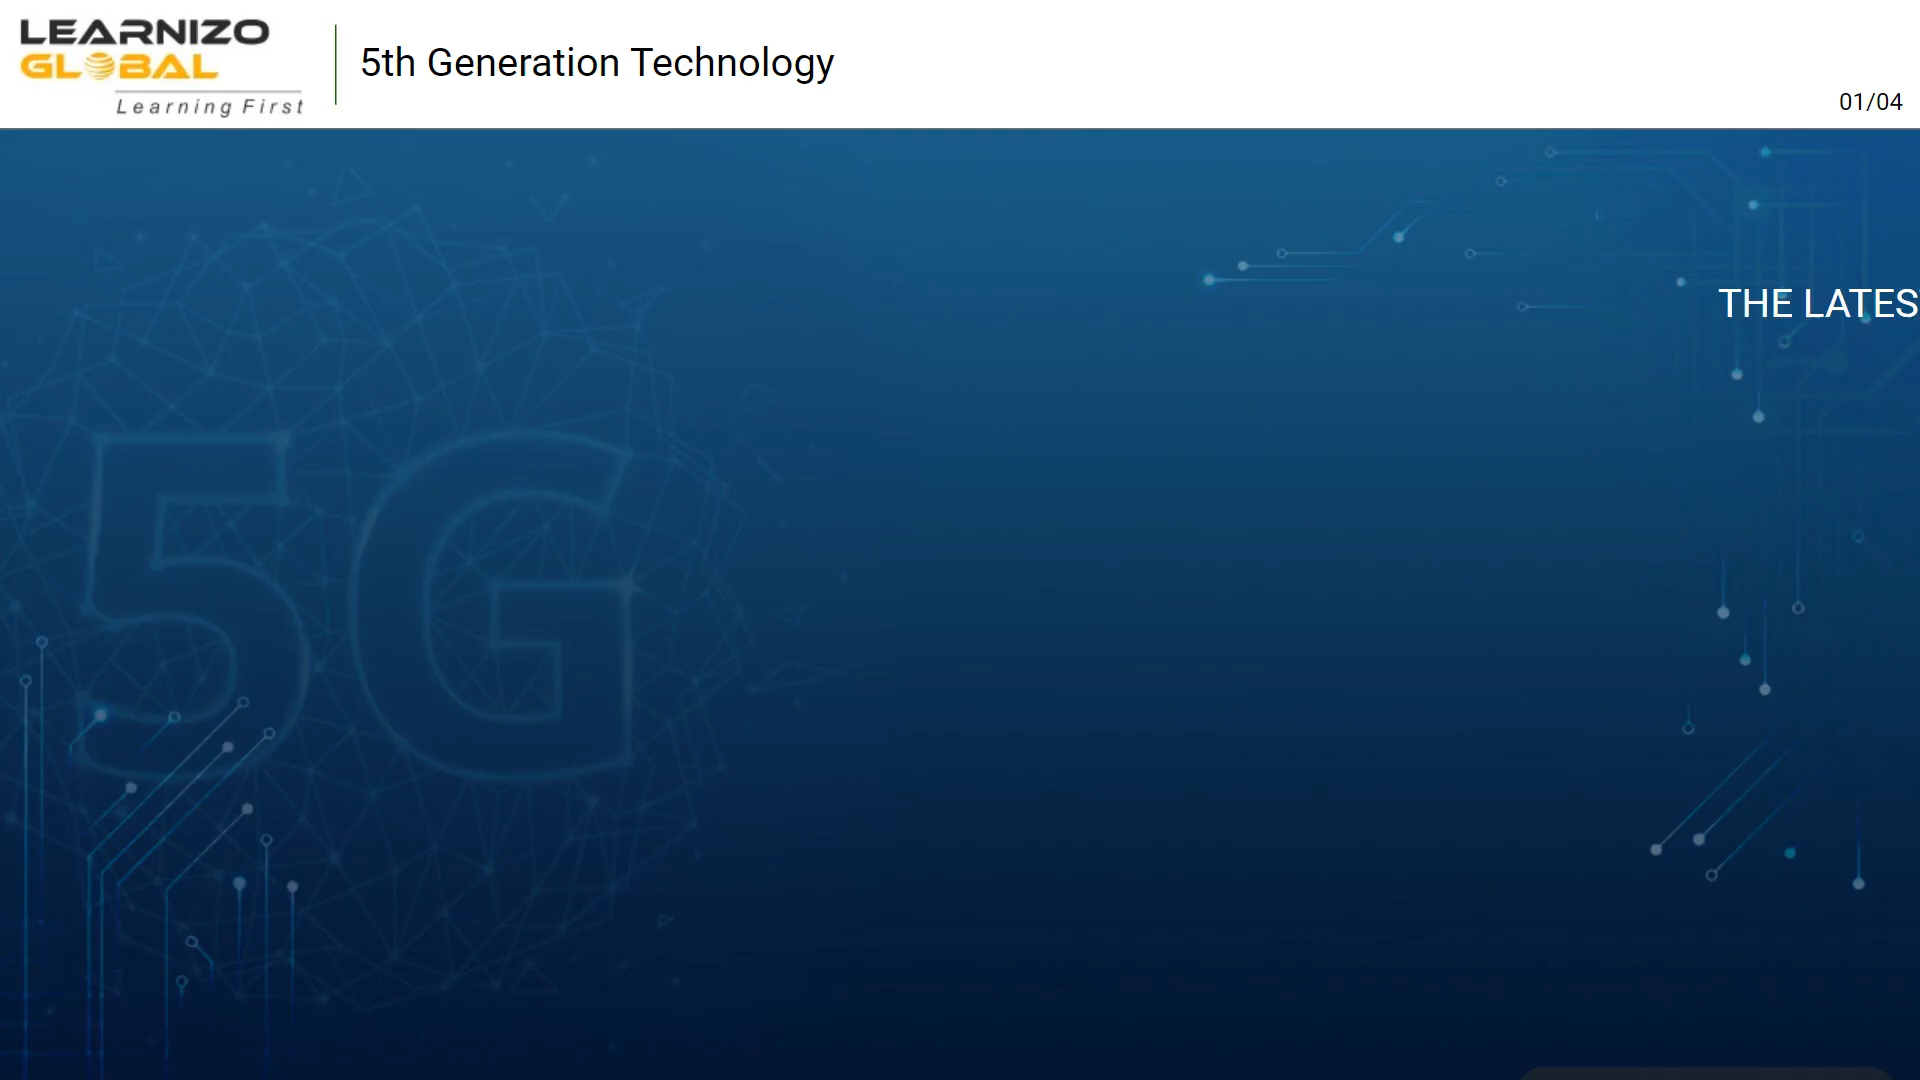 LEARNIZO
GLOBAL
Learning First
5th Generation Technology
01/04
THE LATES
5G